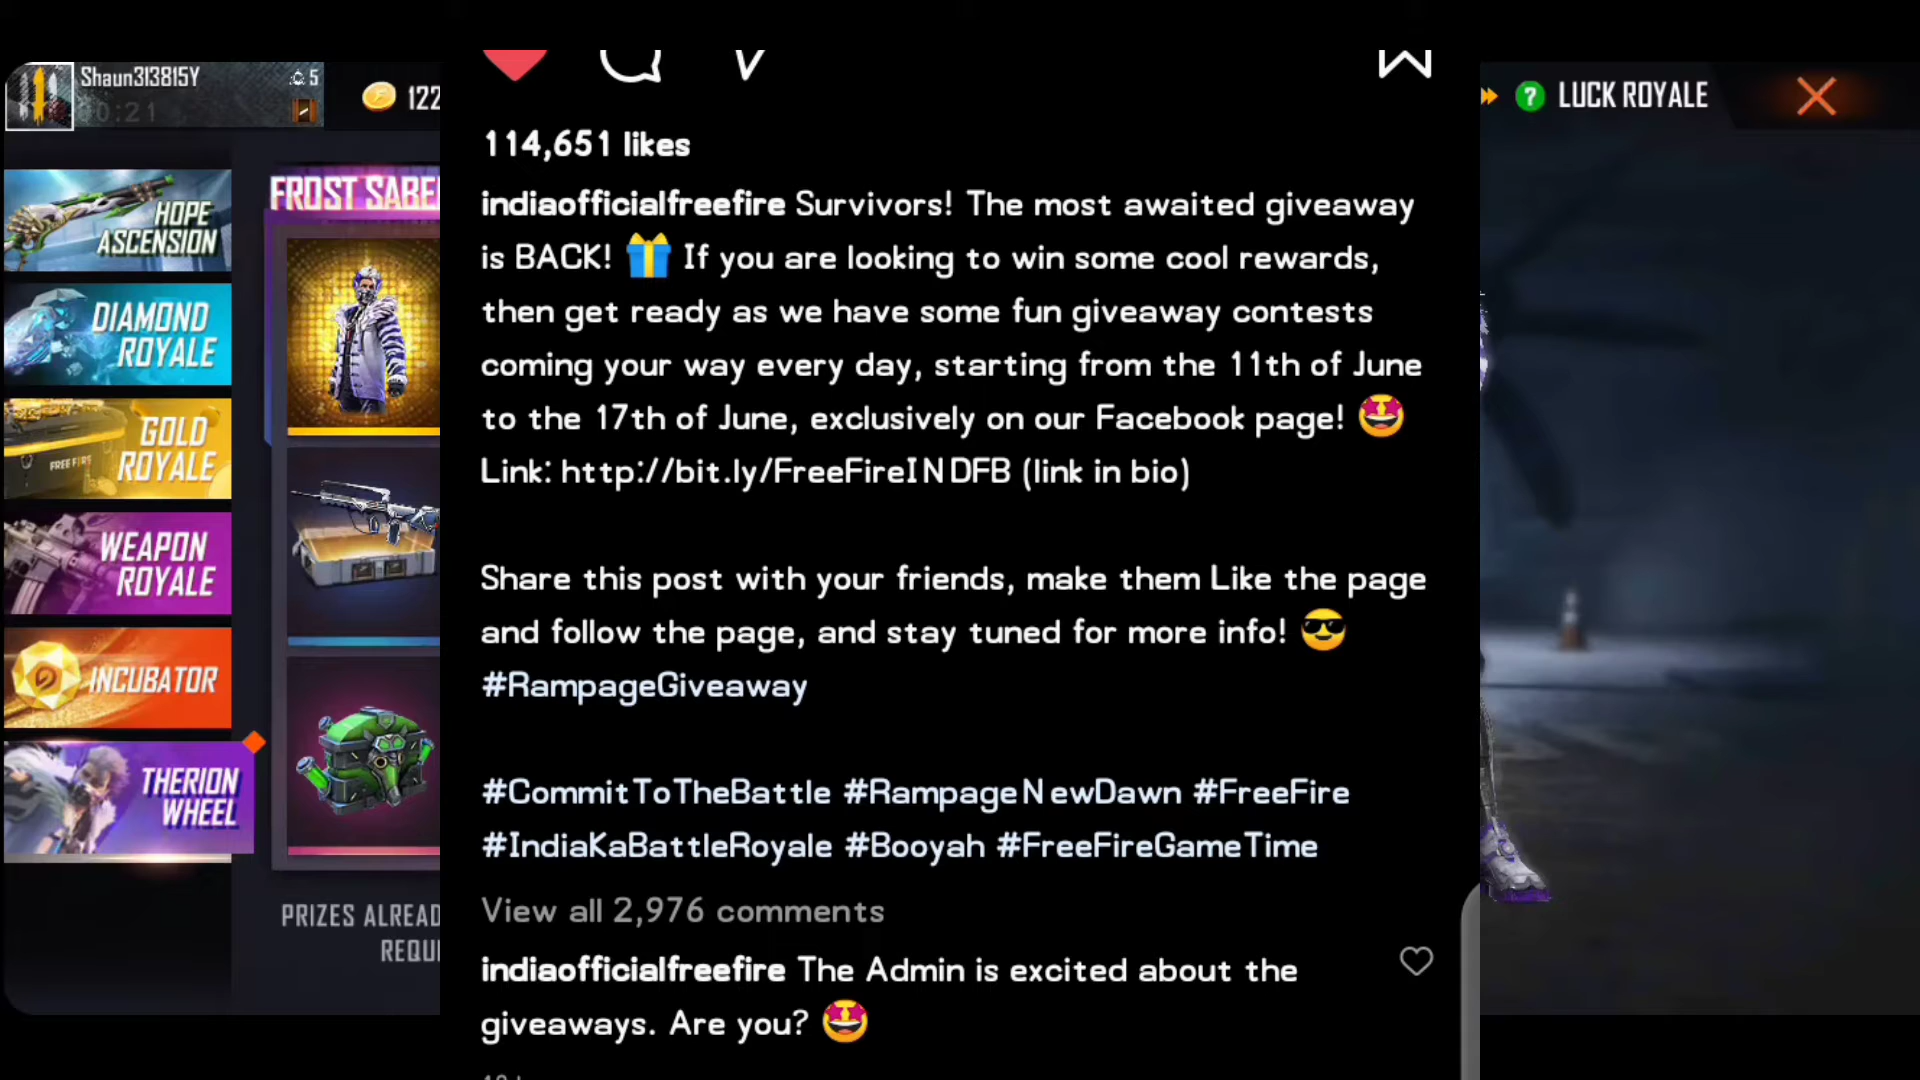 Shaun313815Y
5
122
0:21
HOPE
ASCENSION
DIAMOND
ROYALE
GOLD
ROYALE
FREE FIRE
WEAPON
ROYALE
INCUBATOR
THERION
WHEEL
FROST SABE
PRIZES ALREAD
REQU
114,651 likes
indiaofficialfreefire Survivors! The most awaited giveaway
is BACK! 🎁 If you are looking to win some cool rewards,
then get ready as we have some fun giveaway contests
coming your way every day, starting from the 11th of June
to the 17th of June, exclusively on our Facebook page! 🤩
Link: http://bit.ly/FreeFireINDFB (link in bio)
Share this post with your friends, make them Like the page
and follow the page, and stay tuned for more info! 😎
#RampageGiveaway
#CommitToTheBattle #RampageNewDawn #FreeFire
#IndiaKaBattleRoyale #Booyah #FreeFireGameTime
View all 2,976 comments
indiaofficialfreefire The Admin is excited about the
giveaways. Are you? 🤩
? LUCK ROYALE